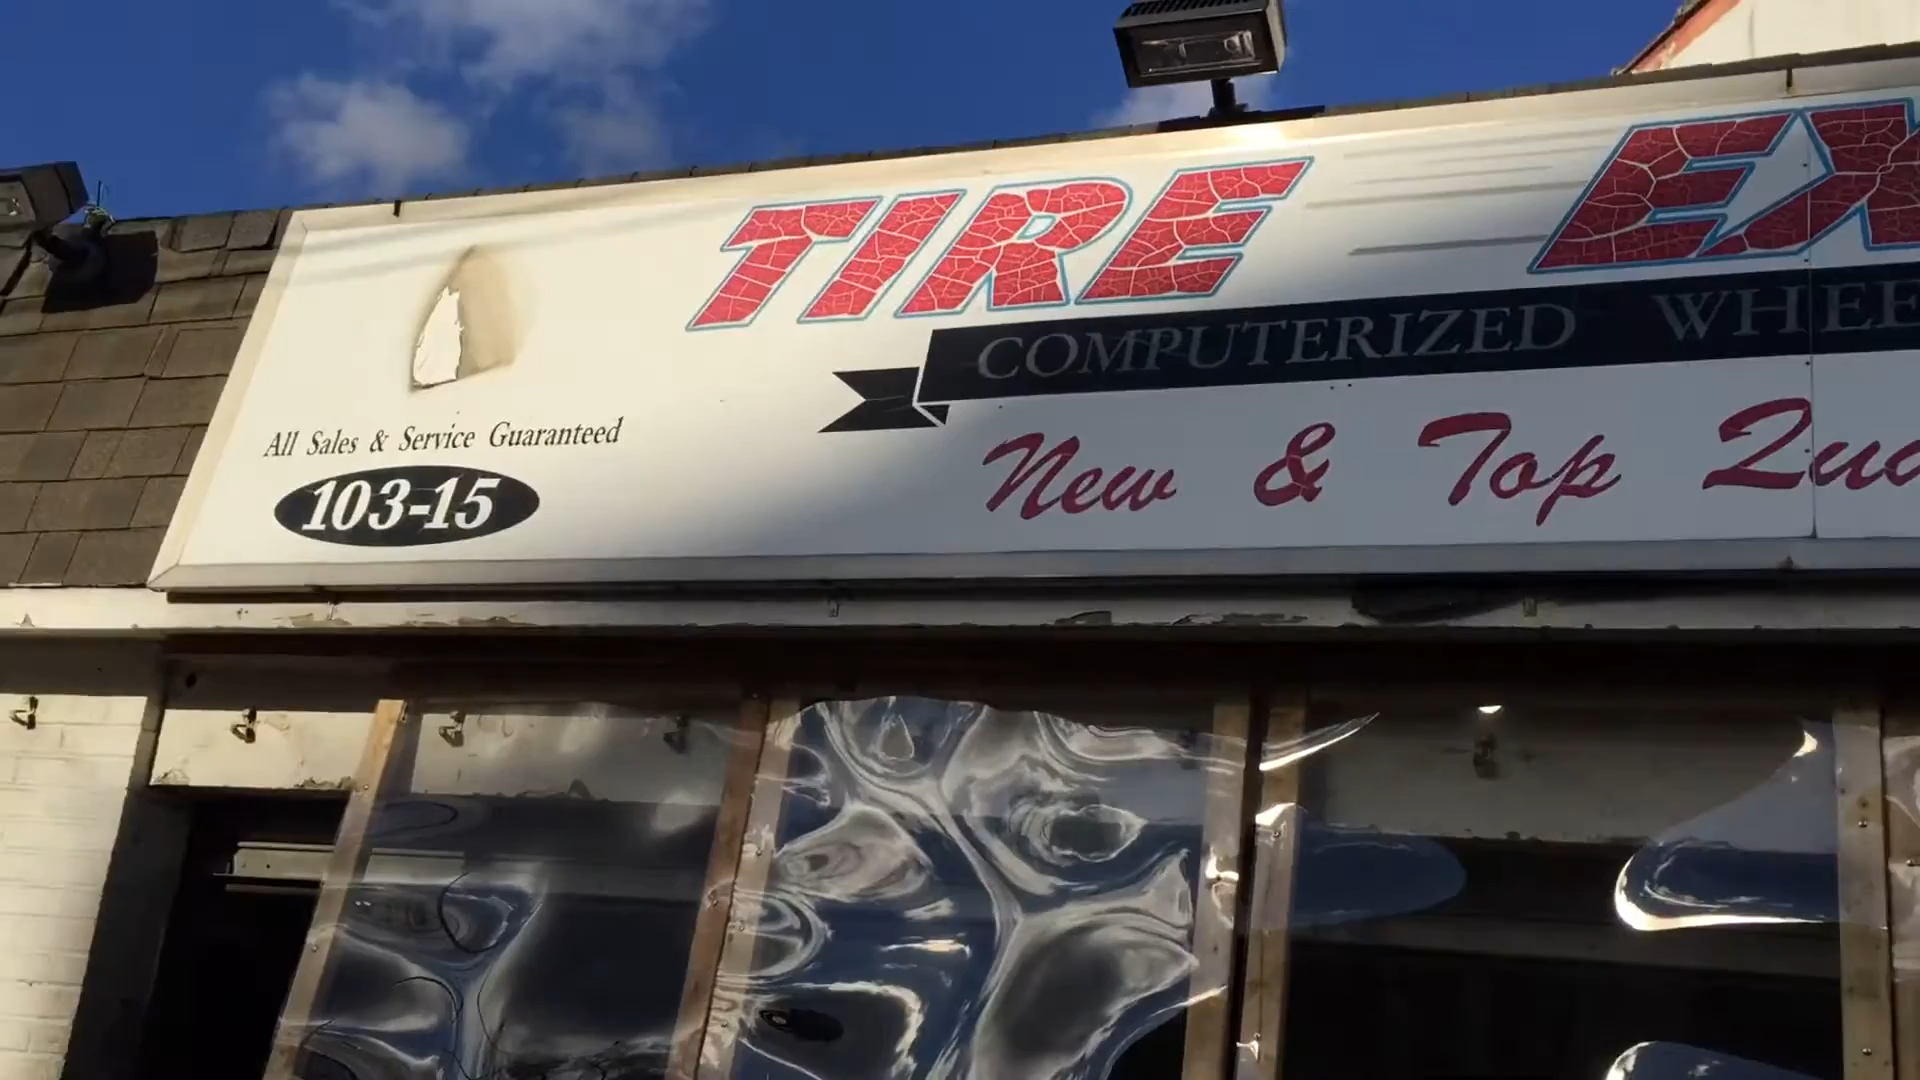 TIRE
COMPUTERIZED
All Sales & Service Guaranteed
New & Top
103-15